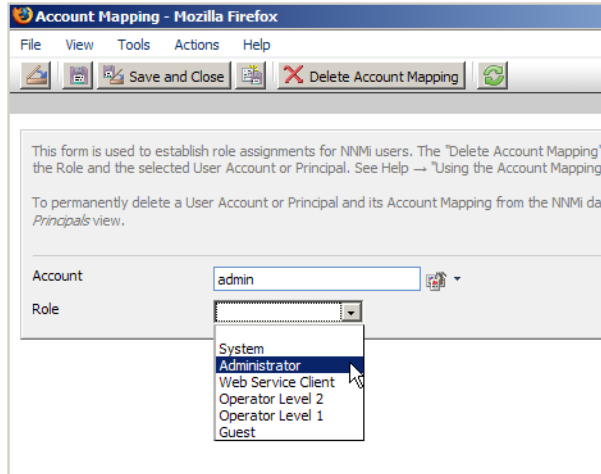 Account Mapping - Mozilla Firefox
File View Tools Actions Help
Save and Close Delete Account Mapping
This form is used to establish role assignments for NNMi users. The "Delete Account Mapping"
the Role and the selected User Account or Principal. See Help → "Using the Account Mapping
To permanently delete a User Account or Principal and its Account Mapping from the NNMi da
Principals view.
Account admin
Role
System
Administrator
Web Service Client
Operator Level 2
Operator Level 1
Guest